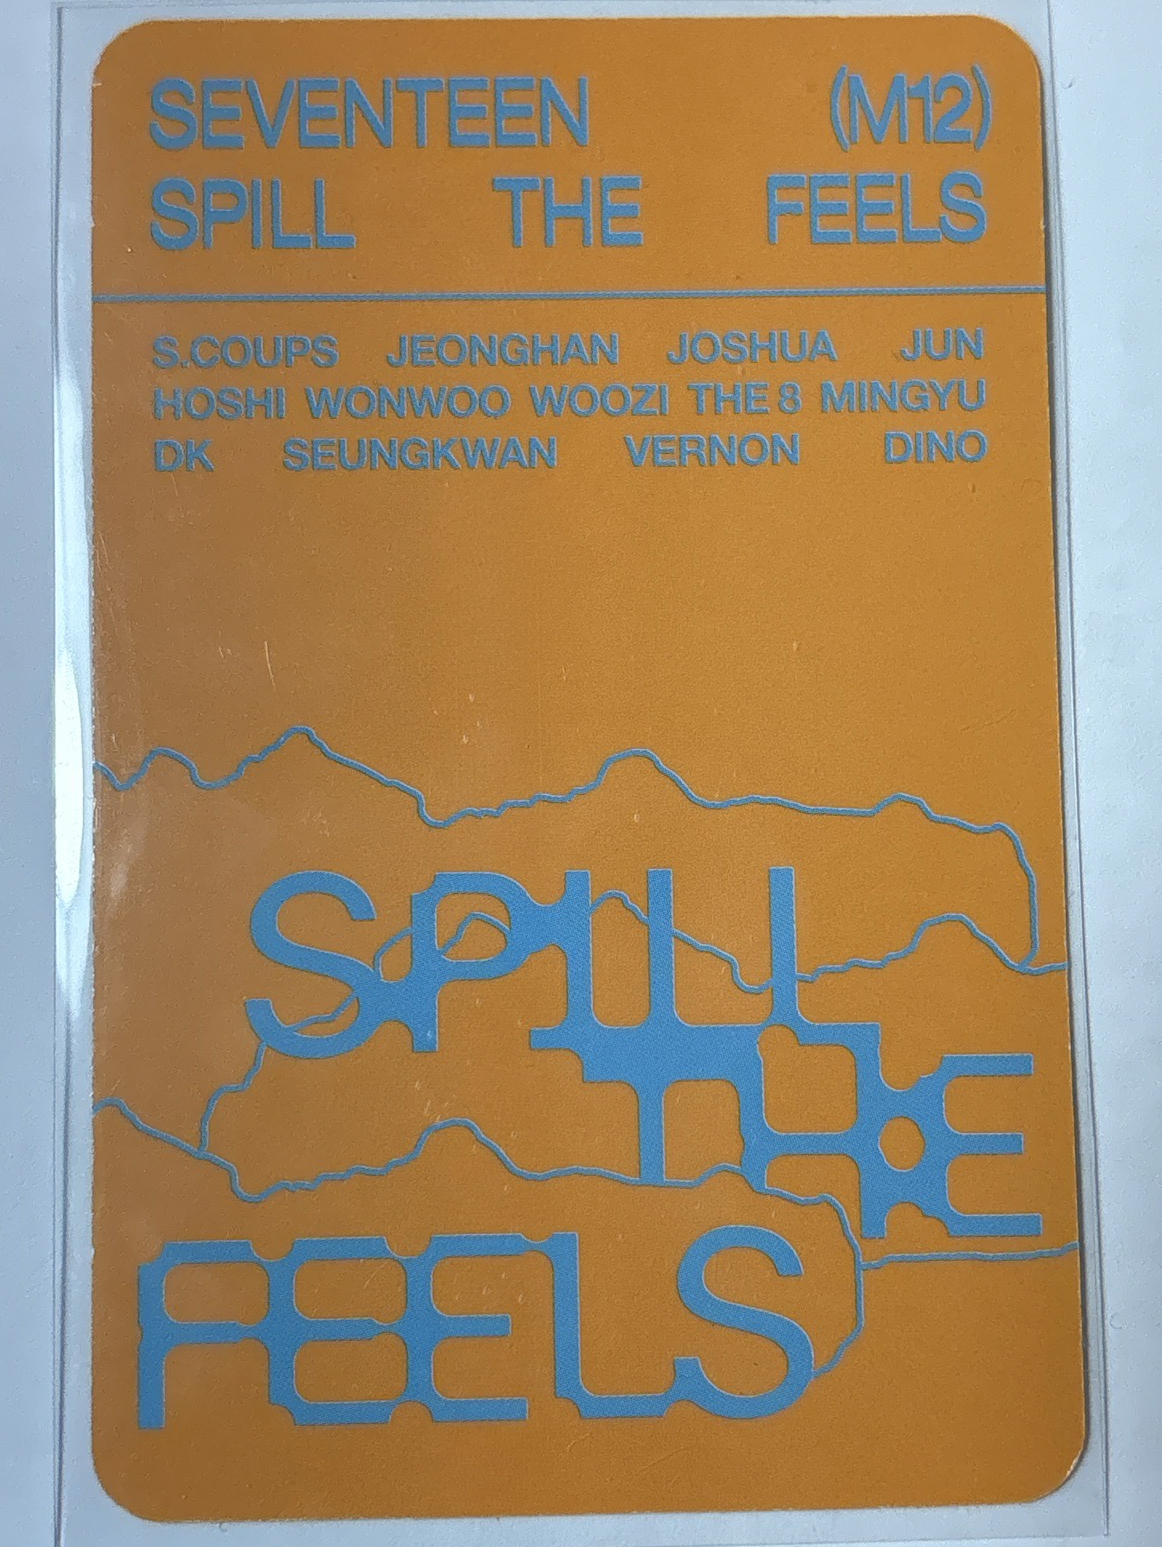 SEVENTEEN (M12)
SPILL THE FEELS
S.COUPS JEONGHAN JOSHUA JUN
HOSHI WONWOO WOOZI THE 8 MINGYU
DK SEUNGKWAN VERNON DINO
SPILL
THE
FEELS